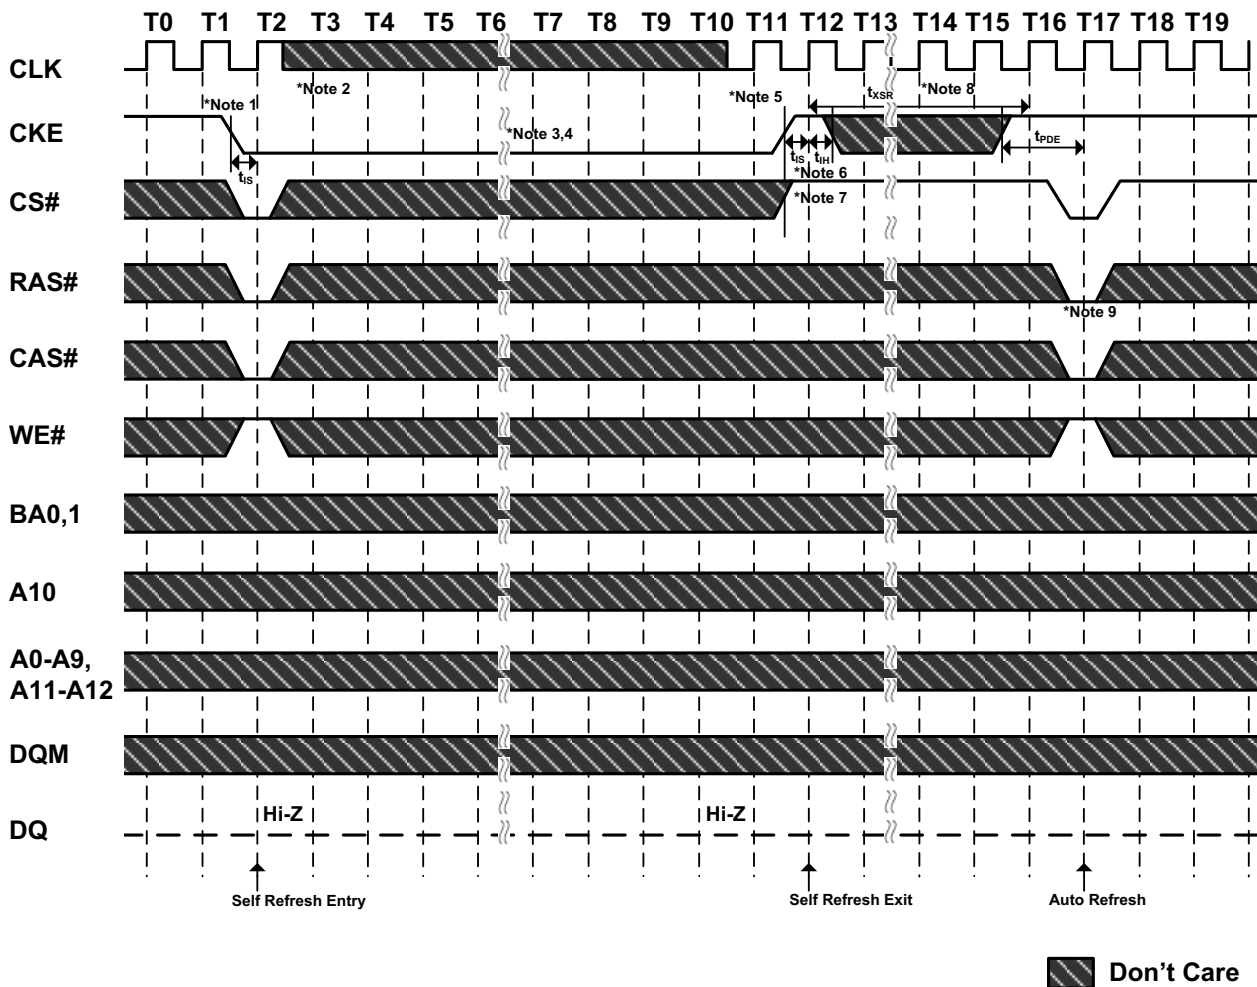 T0 T1 T2 T3 T4 T5 T6 T7 T8 T9 T10 T11 T12 T13 T14 T15 T16 T17 T18 T19
CLK
*Note 2
*Note 5
tXSR
*Note 8
*Note 1
CKE
*Note 3,4
tPDE
tIS
tIS
tIH
*Note 6
CS#
*Note 7
RAS#
*Note 9
CAS#
WE#
BA0,1
A10
A0-A9,
A11-A12
DQM
Hi-Z
Hi-Z
DQ
Self Refresh Entry
Self Refresh Exit
Auto Refresh
Don't Care